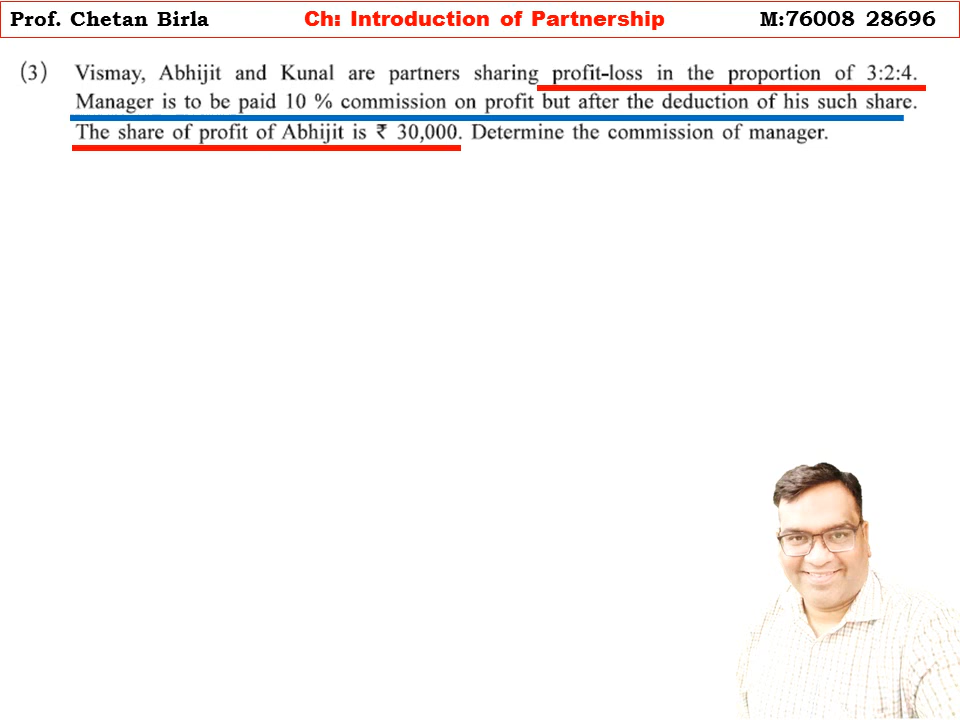 Prof. Chetan Birla Ch: Introduction of Partnership M:76008 28696
(3) Vismay, Abhijit and Kunal are partners sharing profit-loss in the proportion of 3:2:4.
Manager is to be paid 10 % commission on profit but after the deduction of his such share.
The share of profit of Abhijit is ₹ 30,000. Determine the commission of manager.